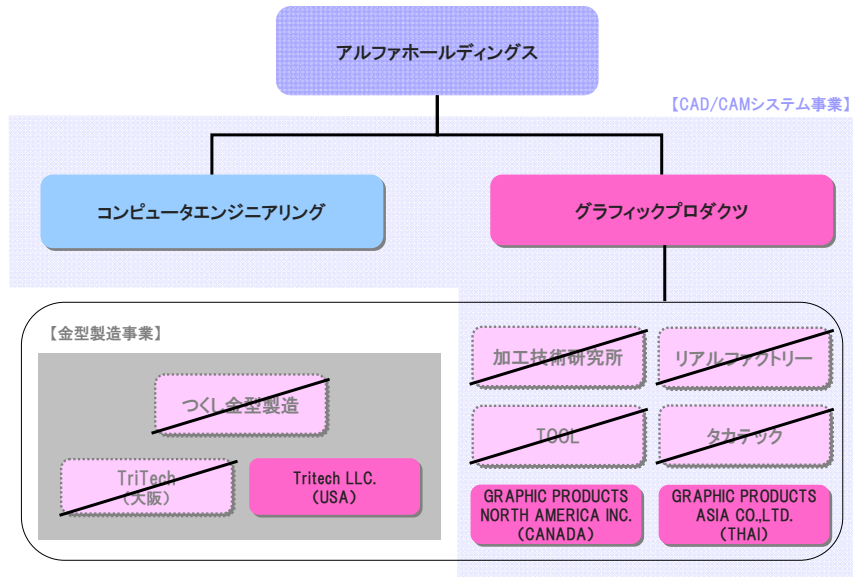 アルファホールディングス
【CAD/CAMシステム事業】
コンピュータエンジニアリング
グラフィックプロダクツ
【金型製造事業】
加工技術研究所
リアルファクトリー
つくし金型製造
TOOL
タカテック
TriTech
(大阪)
Tritech LLC.
(USA)
GRAPHIC PRODUCTS
NORTH AMERICA INC.
(CANADA)
GRAPHIC PRODUCTS
ASIA CO.,LTD.
(THAI)